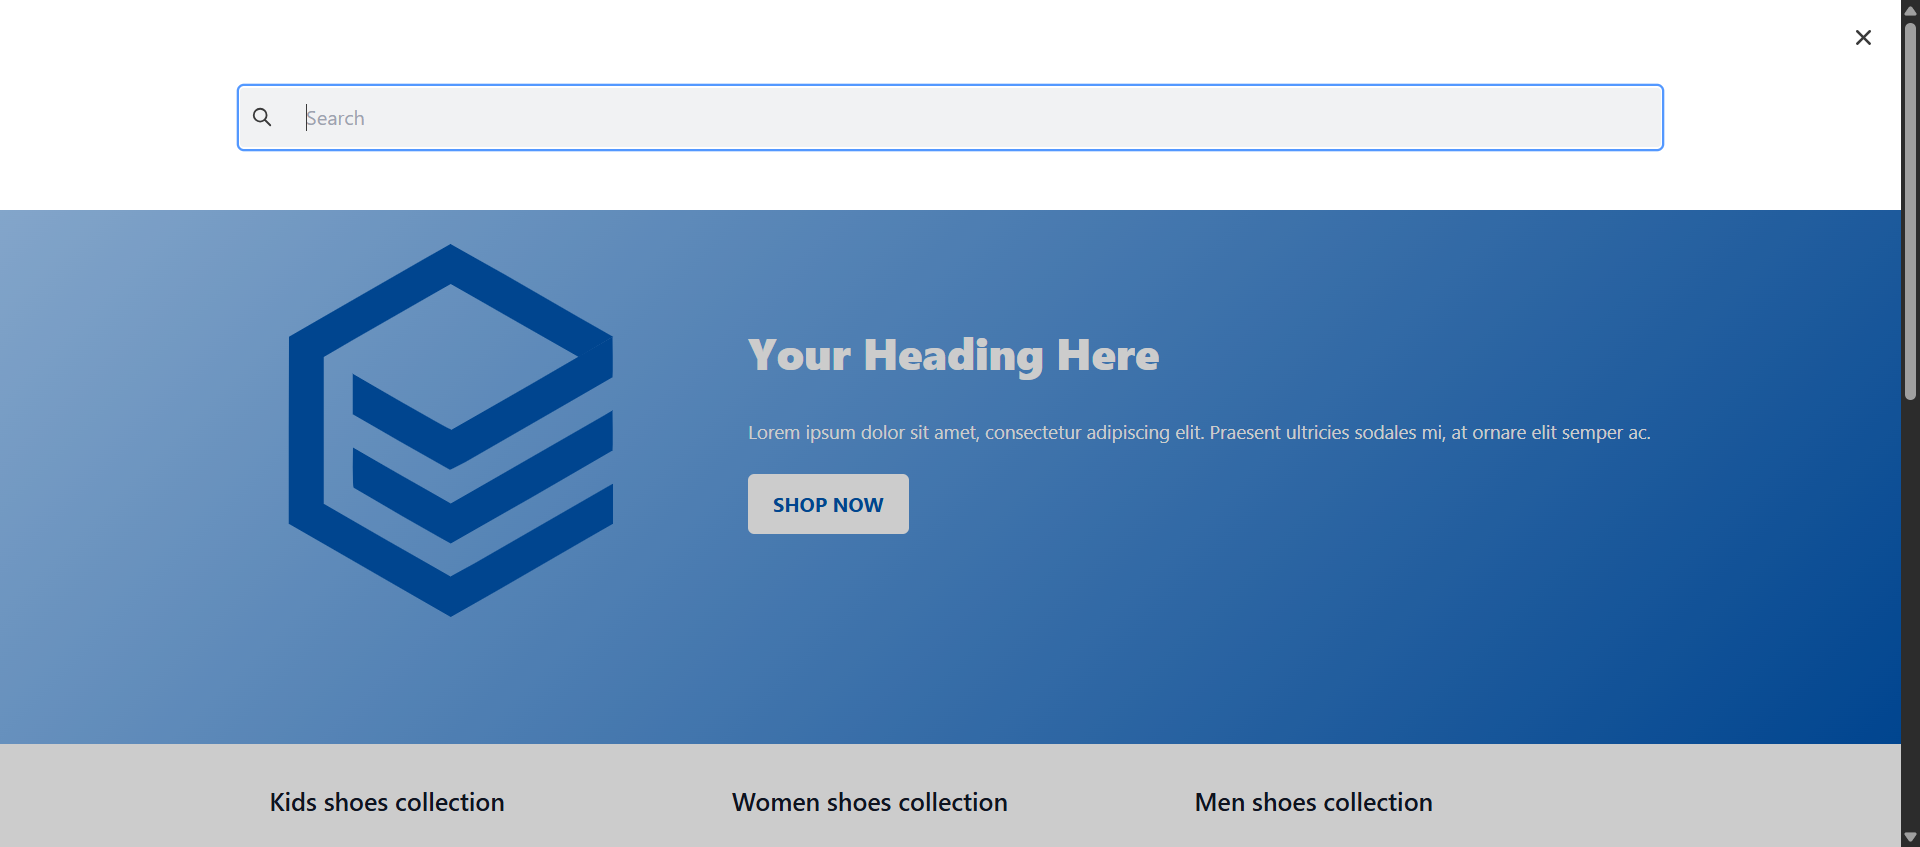 Search
Your Heading Here
Lorem ipsum dolor sit amet, consectetur adipiscing elit. Praesent ultricies sodales mi, at ornare elit semper ac.
SHOP NOW
Kids shoes collection
Women shoes collection
Men shoes collection